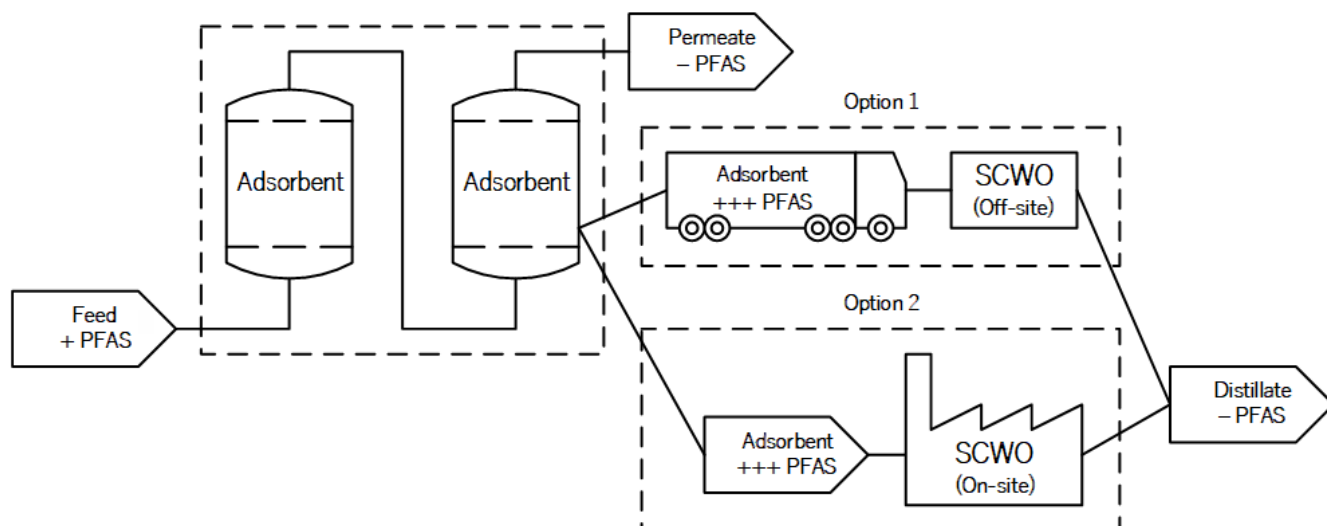 Permeate
– PFAS
Option 1
Adsorbent
Adsorbent
Adsorbent
+++ PFAS
SCWO
(Off-site)
Feed
+ PFAS
Option 2
Adsorbent
+++ PFAS
SCWO
(On-site)
Distillate
– PFAS